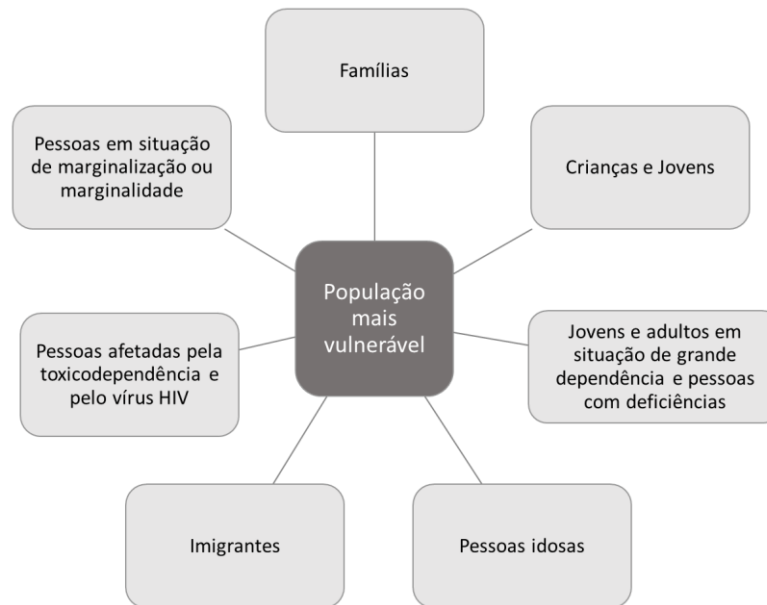 Famílias
Pessoas em situação
de marginalização ou
marginalidade
Crianças e Jovens
População
mais
vulnerável
Pessoas afetadas pela
toxicodependência e
pelo vírus HIV
Jovens e adultos em
situação de grande
dependência e pessoas
com deficiências
Imigrantes
Pessoas idosas